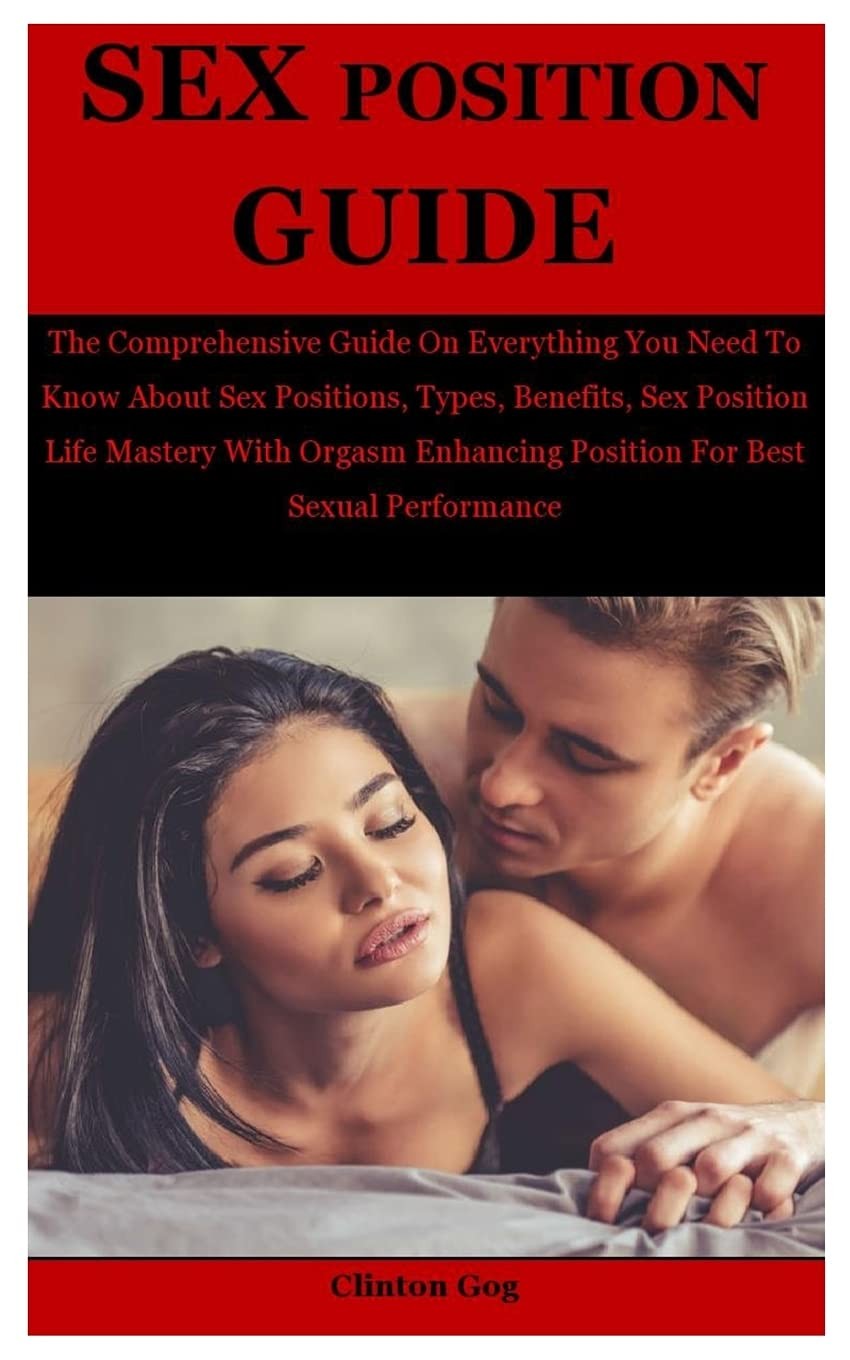 SEX POSITION
GUIDE
The Comprehensive Guide On Everything You Need To
Know About Sex Positions, Types, Benefits, Sex Position
Life Mastery With Orgasm Enhancing Position For Best
Sexual Performance
Clinton Gog